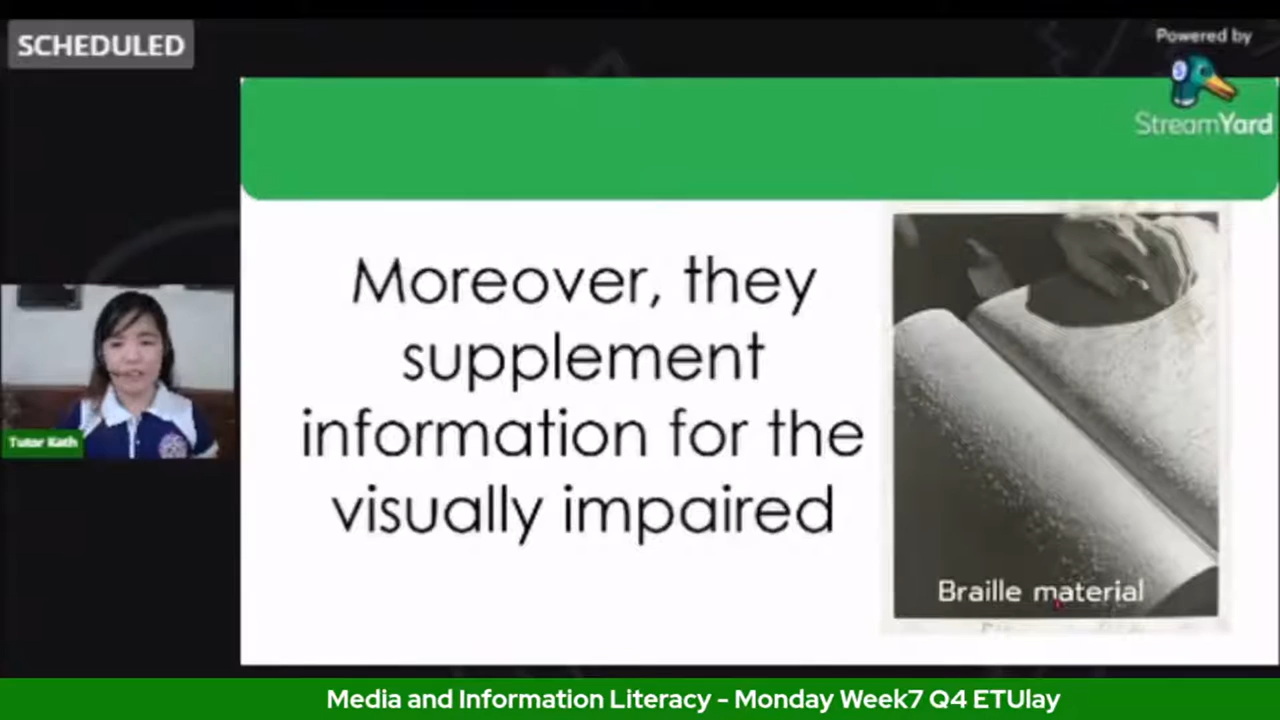 SCHEDULED
Powered by
StreamYard
Moreover, they
supplement
information for the
visually impaired
Braille material
Tutor Kath
Media and Information Literacy - Monday Week7 Q4 ETUlay